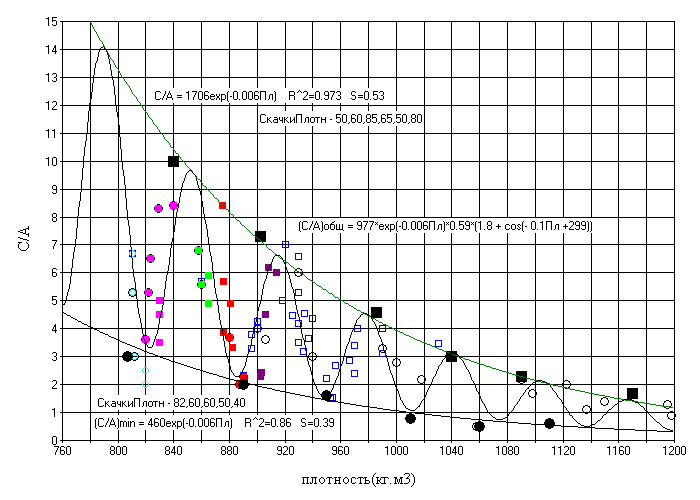 15
14
13
12
11
10
9
8
7
6
5
4
3
2
1
0
С/А
С/А = 1706exp(-0.006Пл) R^2=0.973 S=0.53
СкачкиПлотн - 50,60,85,65,50,80
(С/А)общ = 977*exp(-0.006Пл)*0.59*(1.8 + cos(- 0.1Пл +299))
СкачкиПлотн - 82,60,60,50,40
(С/А)min = 460exp(-0.006Пл) R^2=0.86 S=0.39
760 800 840 880 920 960 1000 1040 1080 1120 1160 1200
плотность(кг.м3)